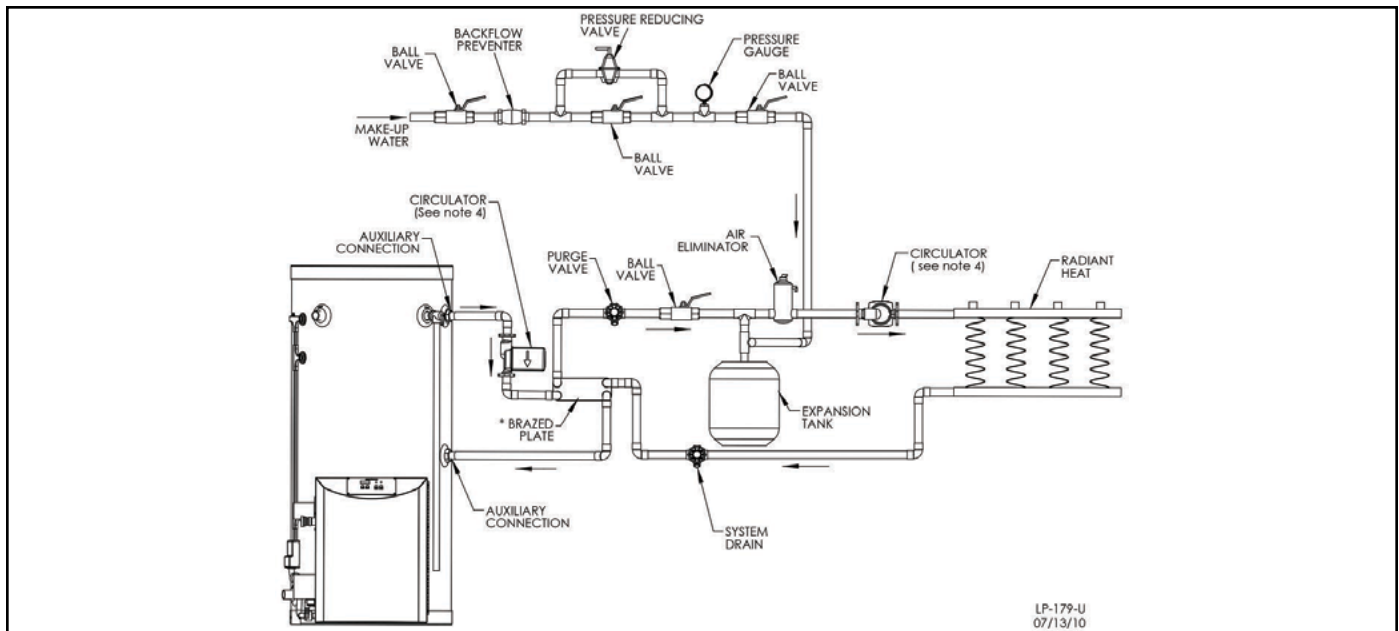 PRESSURE REDUCING
VALVE
BACKFLOW
PREVENTER
BALL
VALVE
PRESSURE
GAUGE
BALL
VALVE
MAKE-UP
WATER
BALL
VALVE
CIRCULATOR
(See note 4)
AUXILIARY
CONNECTION
PURGE
VALVE
BALL
VALVE
AIR
ELIMINATOR
CIRCULATOR
( see note 4)
RADIANT
HEAT
* BRAZED
PLATE
EXPANSION
TANK
AUXILIARY
CONNECTION
SYSTEM
DRAIN
LP-179-U
07/13/10